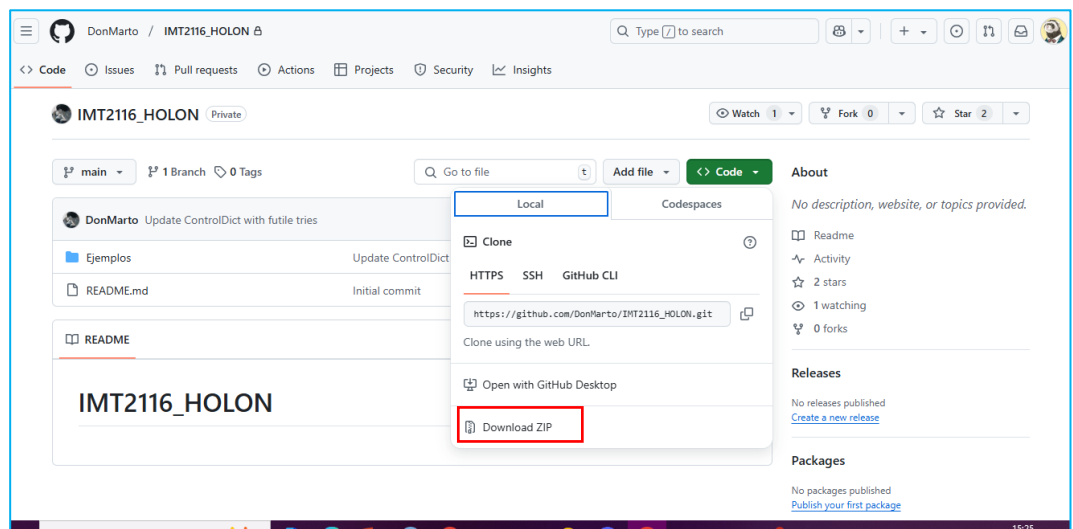 DonMarto / IMT2116_HOLON
Type / to search
Code
Issues
Pull requests
Actions
Projects
Security
Insights
IMT2116_HOLON Private
Watch 1
Fork 0
Star 2
main
1 Branch
0 Tags
Go to file t
Add file
Code
About
No description, website, or topics provided.
Readme
Activity
2 stars
1 watching
0 forks
Releases
No releases published
Create a new release
Packages
No packages published
Publish your first package
DonMarto Update ControlDict with futile tries
Ejemplos Update ControlDict
README.md Initial commit
README
IMT2116_HOLON
Local
Codespaces
Clone
HTTPS SSH GitHub CLI
https://github.com/DonMarto/IMT2116_HOLON.git
Clone using the web URL.
Open with GitHub Desktop
Download ZIP